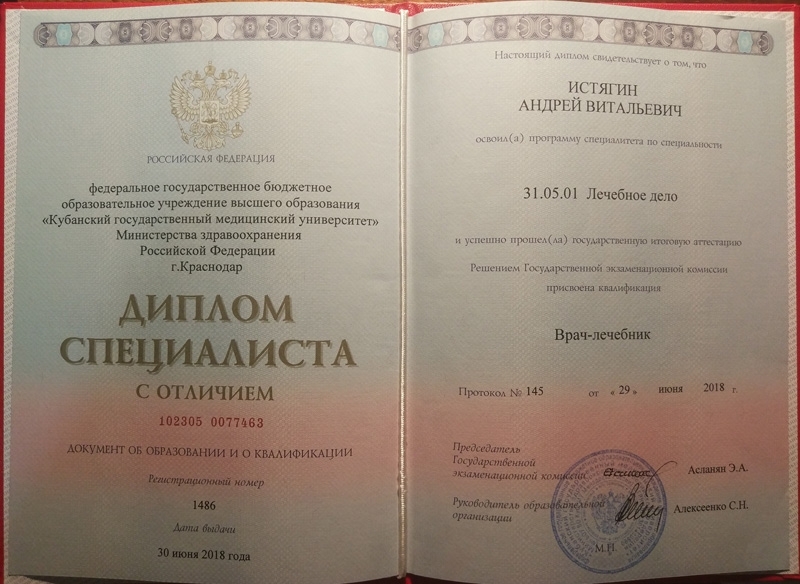 РОССИЙСКАЯ ФЕДЕРАЦИЯ
федеральное государственное бюджетное
образовательное учреждение высшего образования
«Кубанский государственный медицинский университет»
Министерства здравоохранения
Российской Федерации
г.Краснодар
ДИПЛОМ
СПЕЦИАЛИСТА
С ОТЛИЧИЕМ
102305 0077463
ДОКУМЕНТ ОБ ОБРАЗОВАНИИ И О КВАЛИФИКАЦИИ
Регистрационный номер
1486
Дата выдачи
30 июня 2018 года
Настоящий диплом свидетельствует о том, что
ИСТЯГИН
АНДРЕЙ ВИТАЛЬЕВИЧ
освоил(а) программу специалитета по специальности
31.05.01 Лечебное дело
и успешно прошел(ла) государственную итоговую аттестацию
Решением Государственной экзаменационной комиссии
присвоена квалификация
Врач-лечебник
Протокол № 145 от « 29 » июня 2018 г.
Председатель
Государственной
экзаменационной комиссии Асланян Э.А.
Руководитель образовательной
организации Алексеенко С.Н.
М.П.